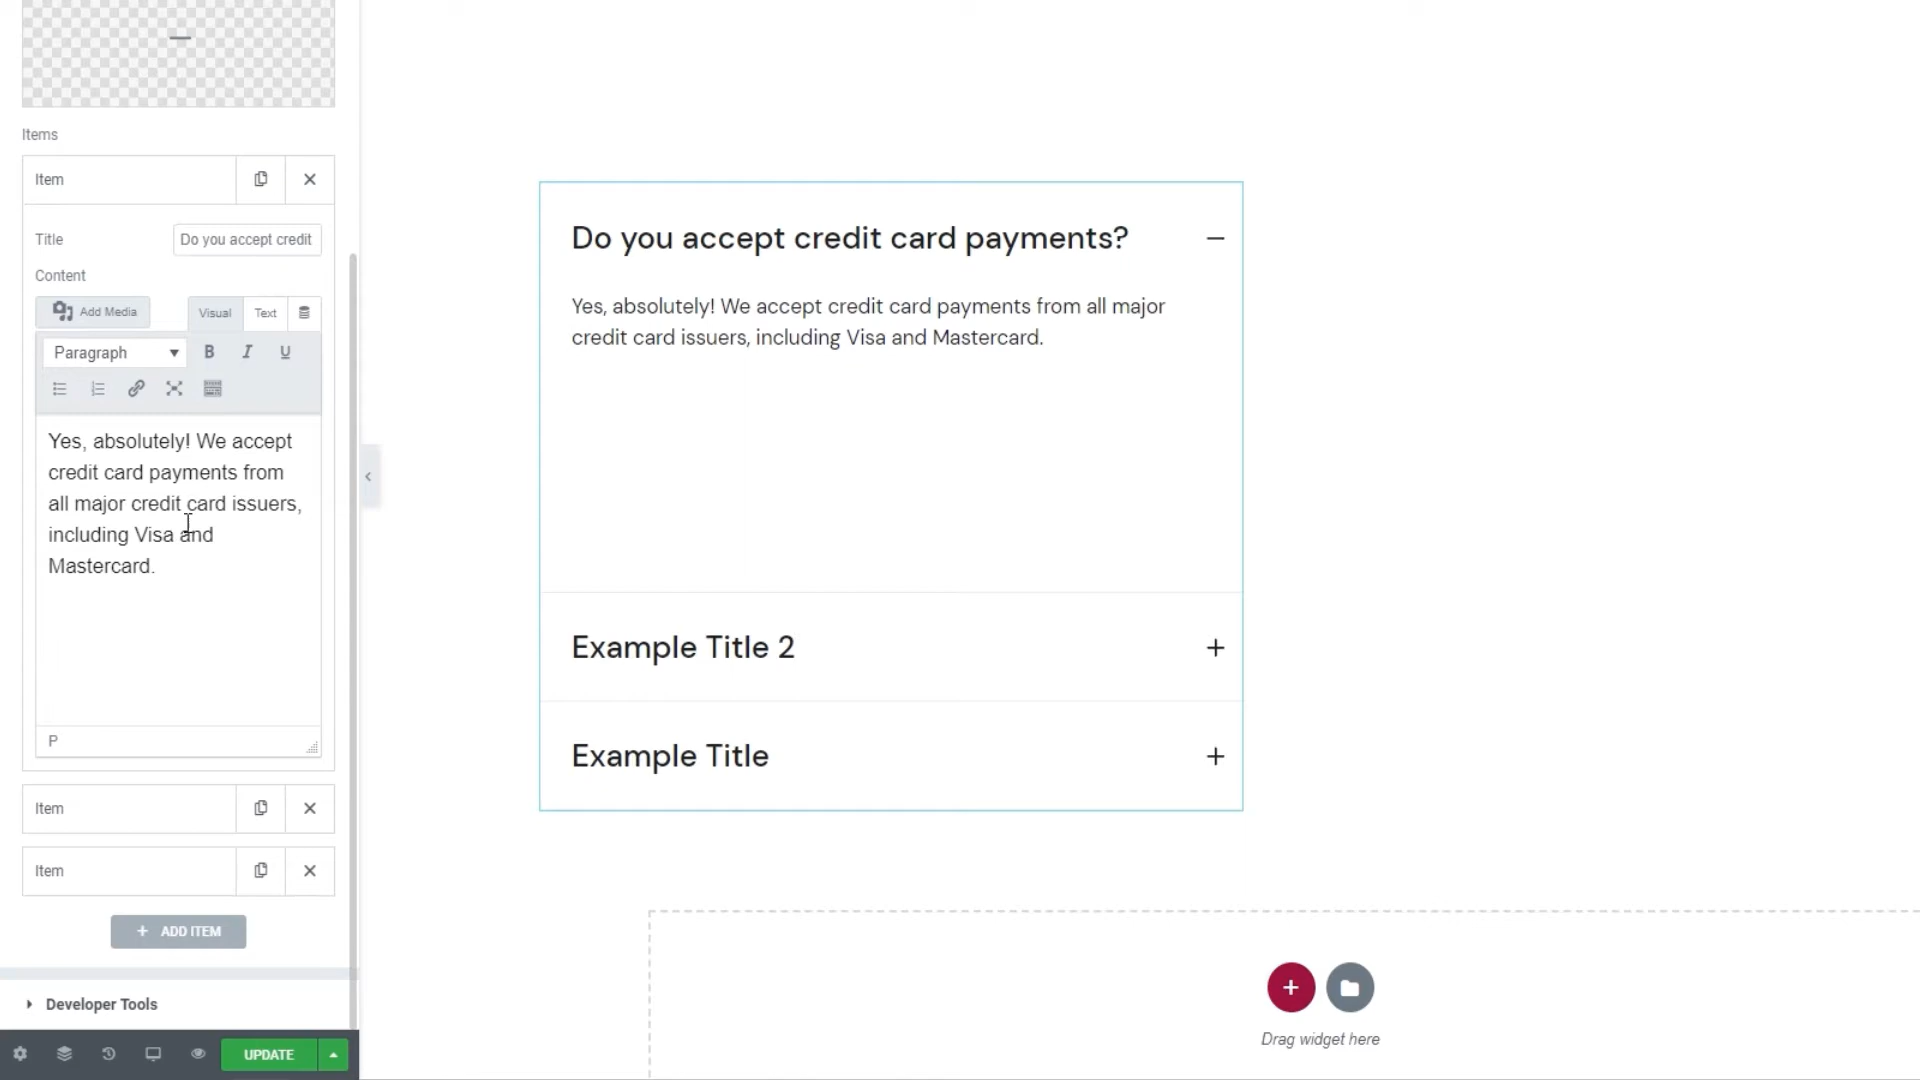 Items
Item
Title
Do you accept credit
Content
Add Media
Visual
Text
Paragraph
B
I
U
Yes, absolutely! We accept
credit card payments from
all major credit card issuers,
including Visa and
Mastercard.
P
Item
Item
+ ADD ITEM
Developer Tools
UPDATE
Do you accept credit card payments?
Yes, absolutely! We accept credit card payments from all major
credit card issuers, including Visa and Mastercard.
Example Title 2
Example Title
Drag widget here